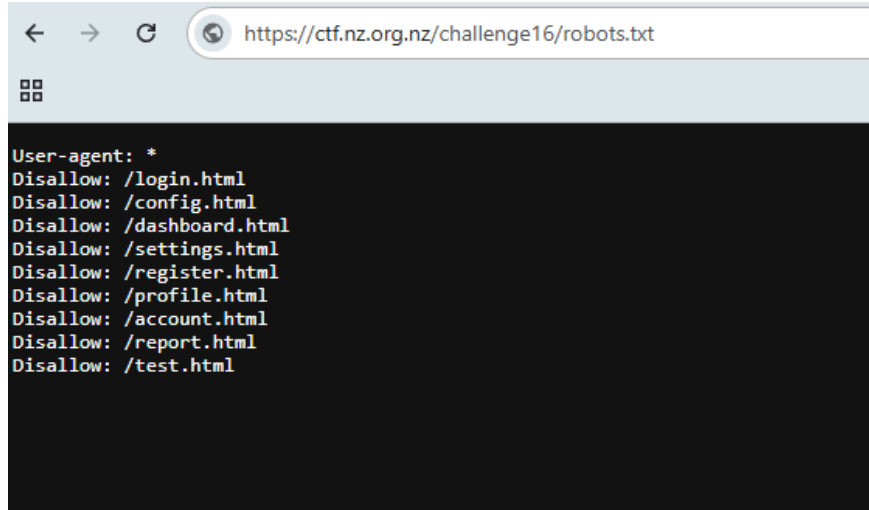 https://ctf.nz.org.nz/challenge16/robots.txt
User-agent: *
Disallow: /login.html
Disallow: /config.html
Disallow: /dashboard.html
Disallow: /settings.html
Disallow: /register.html
Disallow: /profile.html
Disallow: /account.html
Disallow: /report.html
Disallow: /test.html